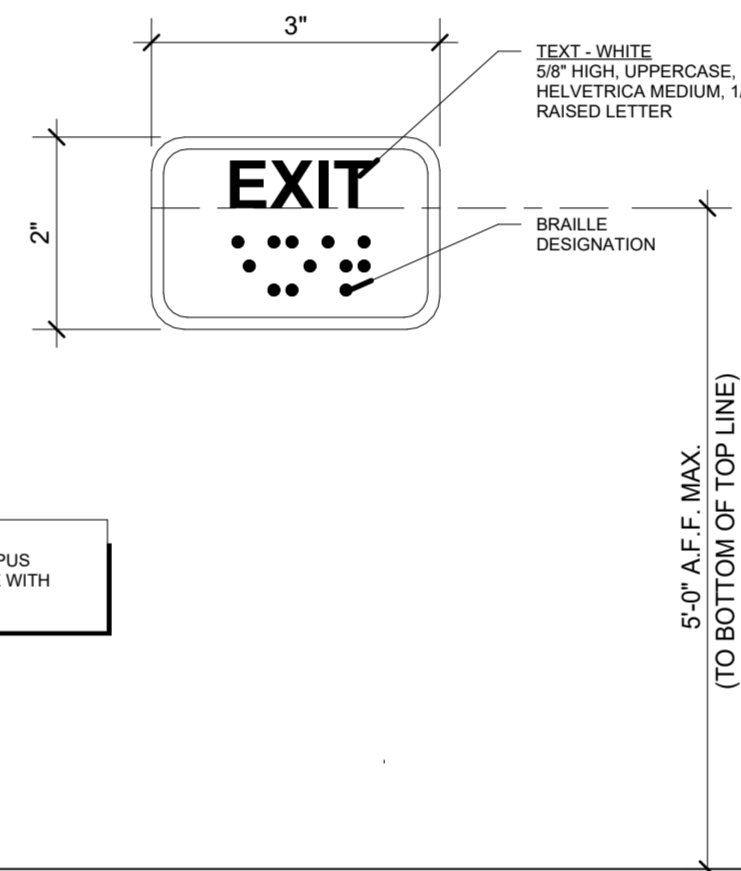 3"
TEXT - WHITE
5/8" HIGH, UPPERCASE,
HELVETRICA MEDIUM, 1/
RAISED LETTER
EXIT
2"
⠑⠭⠊⠞
BRAILLE
DESIGNATION
5'-0" A.F.F. MAX.
(TO BOTTOM OF TOP LINE)
PUS
WITH